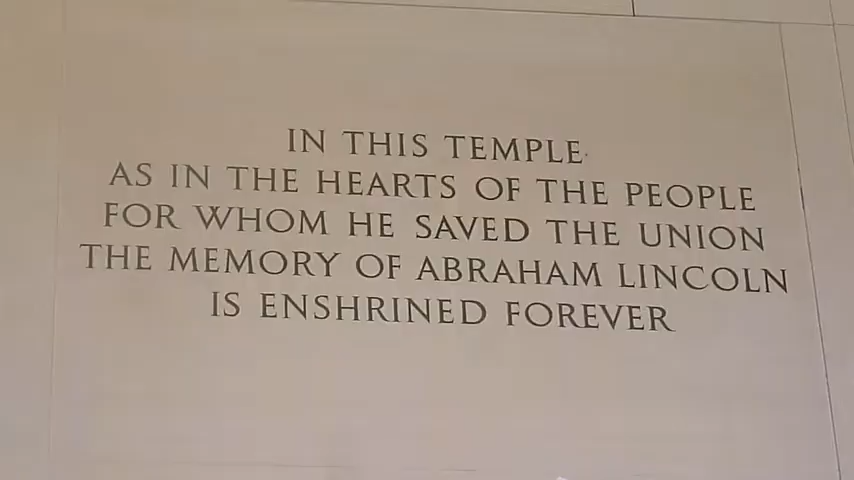 IN THIS TEMPLE
AS IN THE HEARTS OF THE PEOPLE
FOR WHOM HE SAVED THE UNION
THE MEMORY OF ABRAHAM LINCOLN
IS ENSHRINED FOREVER